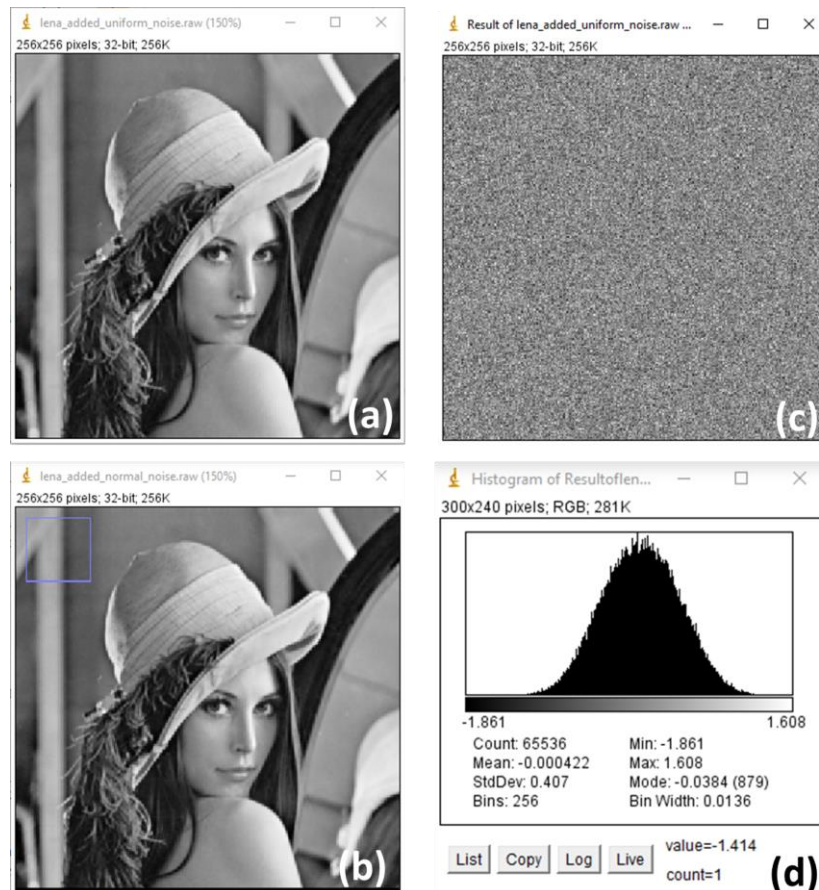 lena_added_uniform_noise.raw (150%)
256x256 pixels; 32-bit; 256K
(a)
Result of lena_added_uniform_noise.raw ...
256x256 pixels; 32-bit; 256K
(c)
lena_added_normal_noise.raw (150%)
256x256 pixels; 32-bit; 256K
(b)
Histogram of Resultoflen...
300x240 pixels; RGB; 281K
-1.861 1.608
Count: 65536 Min: -1.861
Mean: -0.000422 Max: 1.608
StdDev: 0.407 Mode: -0.0384 (879)
Bins: 256 Bin Width: 0.0136
List Copy Log Live value=-1.414
count=1
(d)